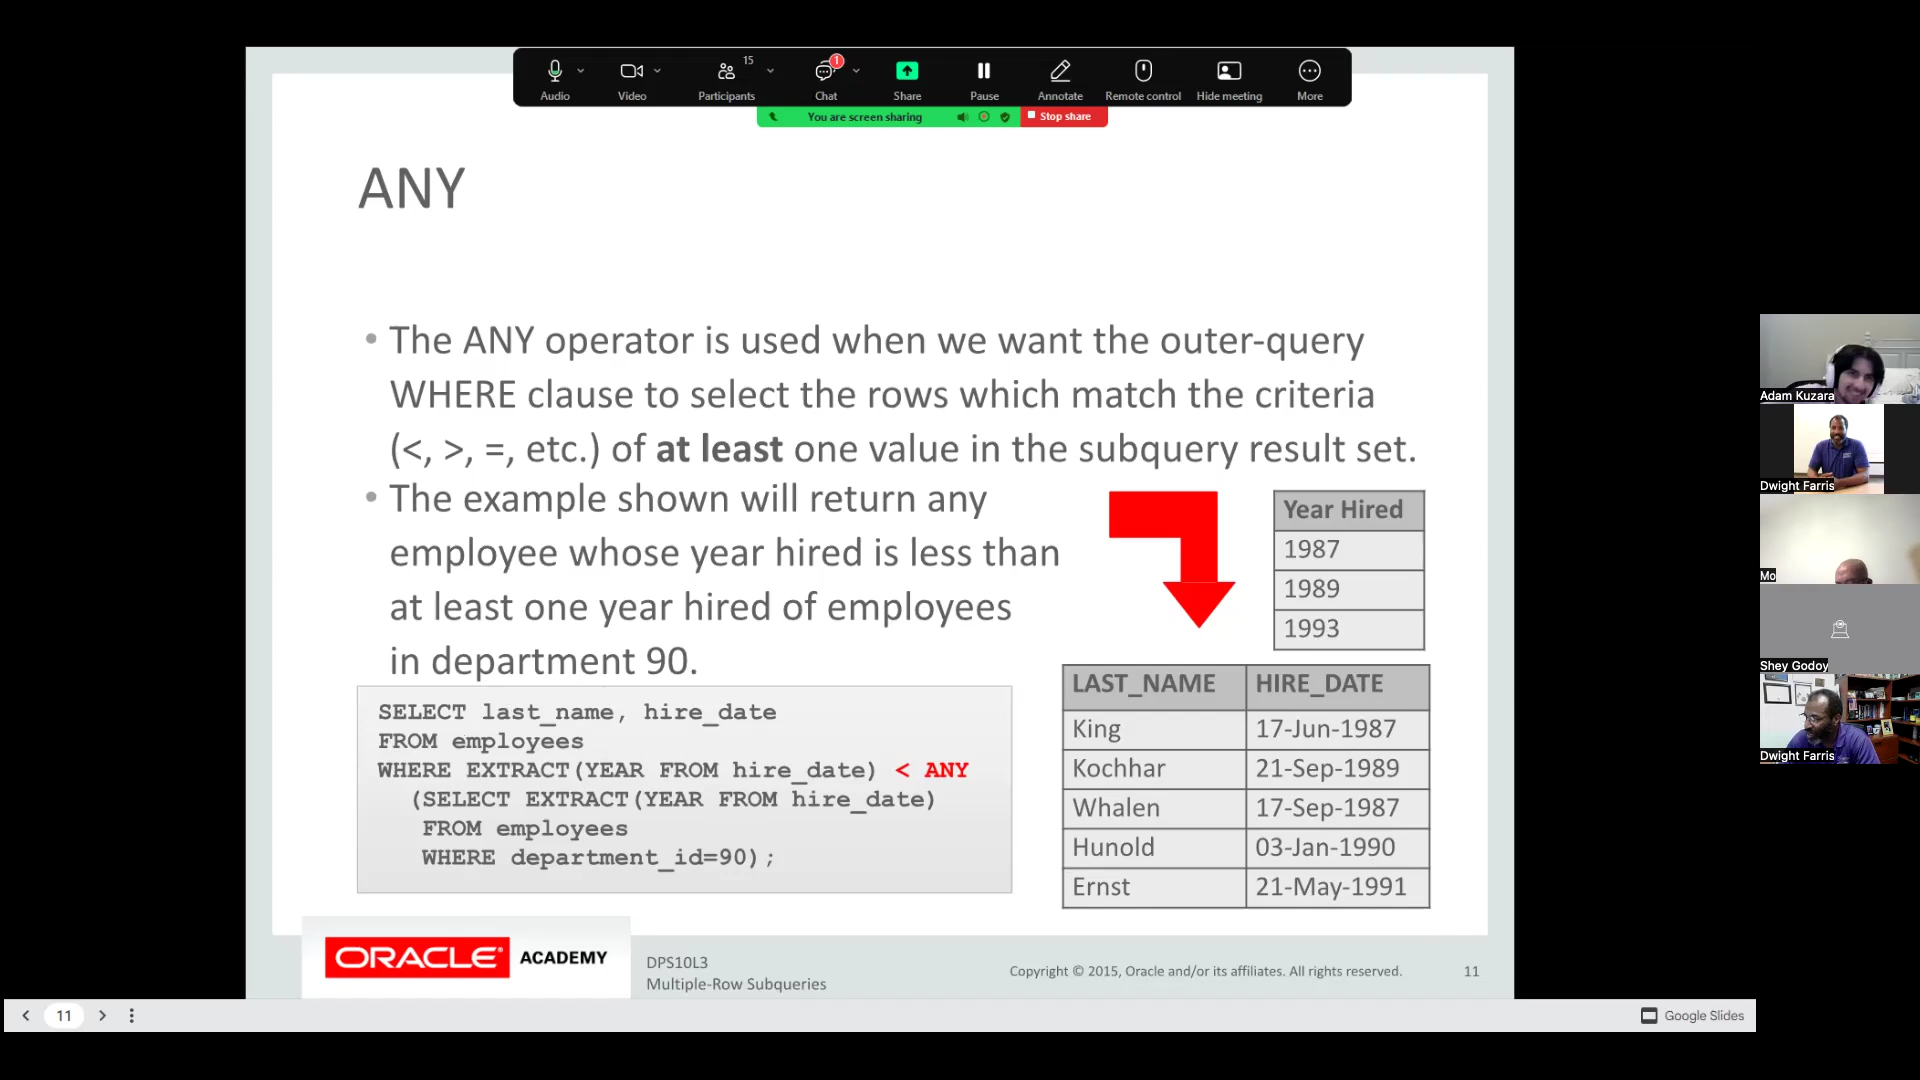 Audio
Video
Participants
15
Chat
1
Share
Pause
Annotate
Remote control
Hide meeting
More
You are screen sharing
Stop share
ANY
• The ANY operator is used when we want the outer-query
WHERE clause to select the rows which match the criteria
(<, >, =, etc.) of at least one value in the subquery result set.
• The example shown will return any
employee whose year hired is less than
at least one year hired of employees
in department 90.
Year Hired
1987
1989
1993
SELECT last_name, hire_date
FROM employees
WHERE EXTRACT(YEAR FROM hire_date) < ANY
(SELECT EXTRACT(YEAR FROM hire_date)
FROM employees
WHERE department_id=90);
LAST_NAME HIRE_DATE
King 17-Jun-1987
Kochhar 21-Sep-1989
Whalen 17-Sep-1987
Hunold 03-Jan-1990
Ernst 21-May-1991
ORACLE® ACADEMY
DPS10L3
Multiple-Row Subqueries
Copyright © 2015, Oracle and/or its affiliates. All rights reserved.
11
11
Google Slides
Adam Kuzara
Dwight Farris
Mo
Shey Godoy
Dwight Farris